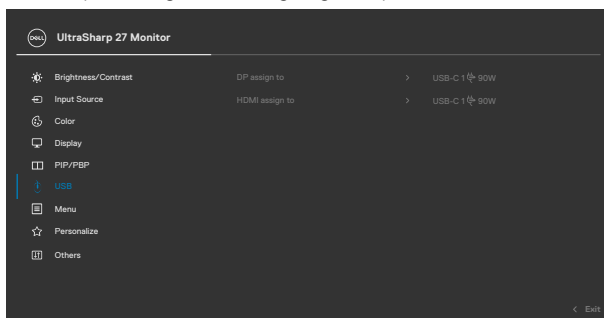 DELL UltraSharp 27 Monitor
Brightness/Contrast DP assign to > USB-C 1 90W
Input Source HDMI assign to > USB-C 1 90W
Color
Display
PIP/PBP
USB
Menu
Personalize
Others
< Exit